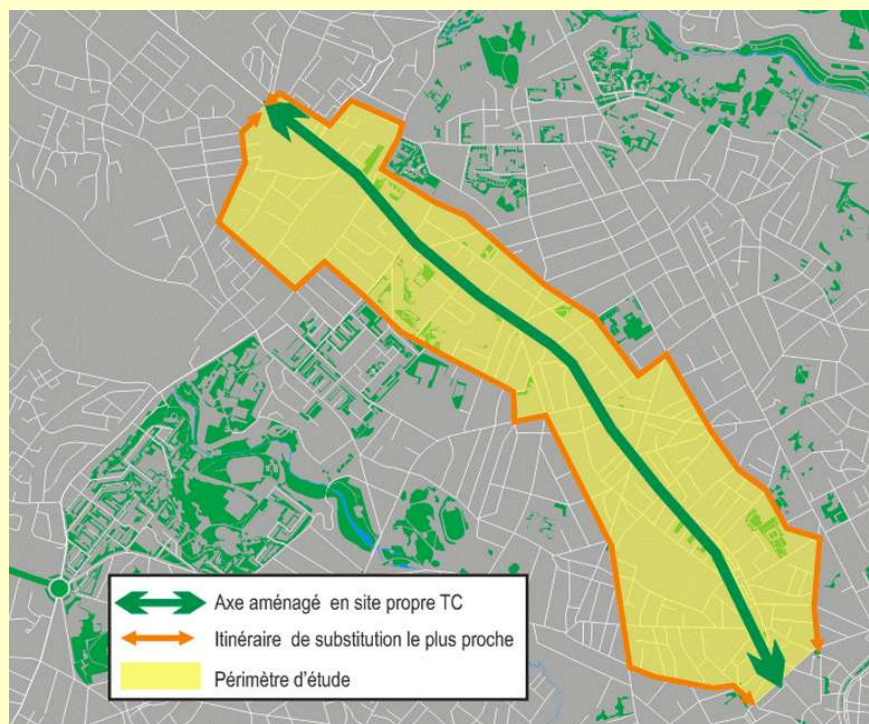 Axe aménagé en site propre TC
Itinéraire de substitution le plus proche
Périmètre d'étude